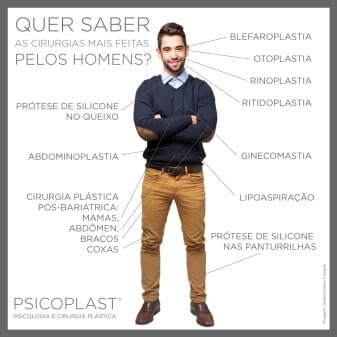 QUER SABER
AS CIRURGIAS MAIS FEITAS
PELOS HOMENS?
BLEFAROPLASTIA
OTOPLASTIA
RINOPLASTIA
RITIDOPLASTIA
PRÓTESE DE SILICONE
NO QUEIXO
ABDOMINOPLASTIA
GINECOMASTIA
CIRURGIA PLÁSTICA
PÓS-BARIÁTRICA:
MAMAS,
ABDÔMEN,
BRAÇOS
COXAS
LIPOASPIRAÇÃO
PRÓTESE DE SILICONE
NAS PANTURRILHAS
PSICOPLAST®
PSICOLOGIA E CIRURGIA PLÁSTICA